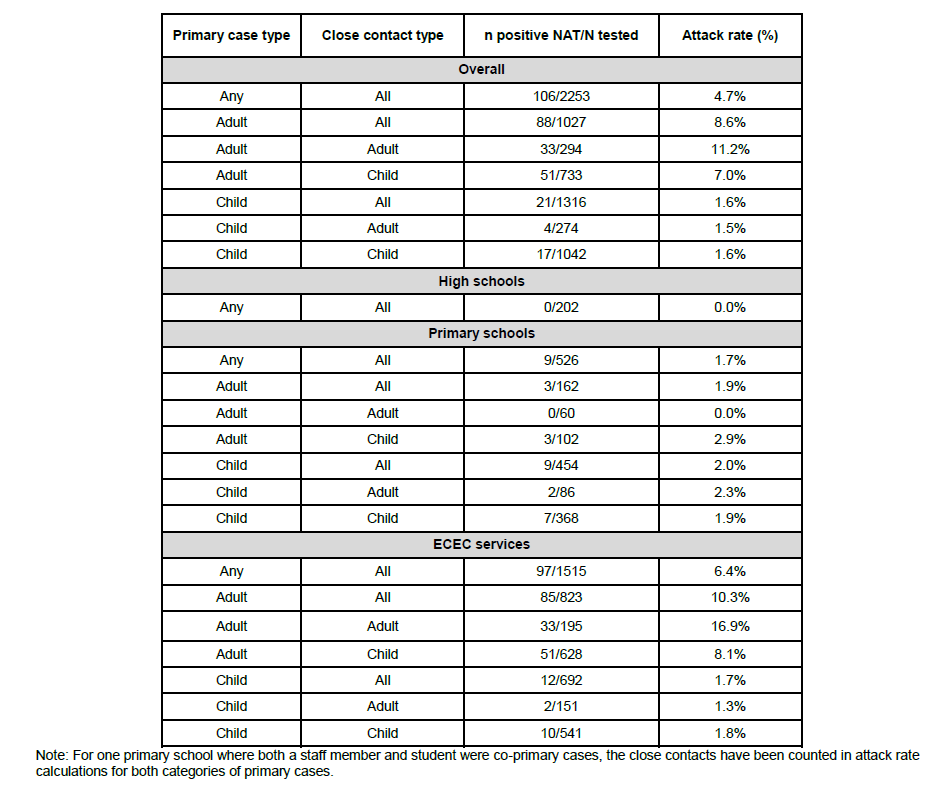 Primary case type Close contact type n positive NAT/N tested Attack rate (%)
Overall
Any All 106/2253 4.7%
Adult All 88/1027 8.6%
Adult Adult 33/294 11.2%
Adult Child 51/733 7.0%
Child All 21/1316 1.6%
Child Adult 4/274 1.5%
Child Child 17/1042 1.6%
High schools
Any All 0/202 0.0%
Primary schools
Any All 9/526 1.7%
Adult All 3/162 1.9%
Adult Adult 0/60 0.0%
Adult Child 3/102 2.9%
Child All 9/454 2.0%
Child Adult 2/86 2.3%
Child Child 7/368 1.9%
ECEC services
Any All 97/1515 6.4%
Adult All 85/823 10.3%
Adult Adult 33/195 16.9%
Adult Child 51/628 8.1%
Child All 12/692 1.7%
Child Adult 2/151 1.3%
Child Child 10/541 1.8%
Note: For one primary school where both a staff member and student were co-primary cases, the close contacts have been counted in attack rate
calculations for both categories of primary cases.